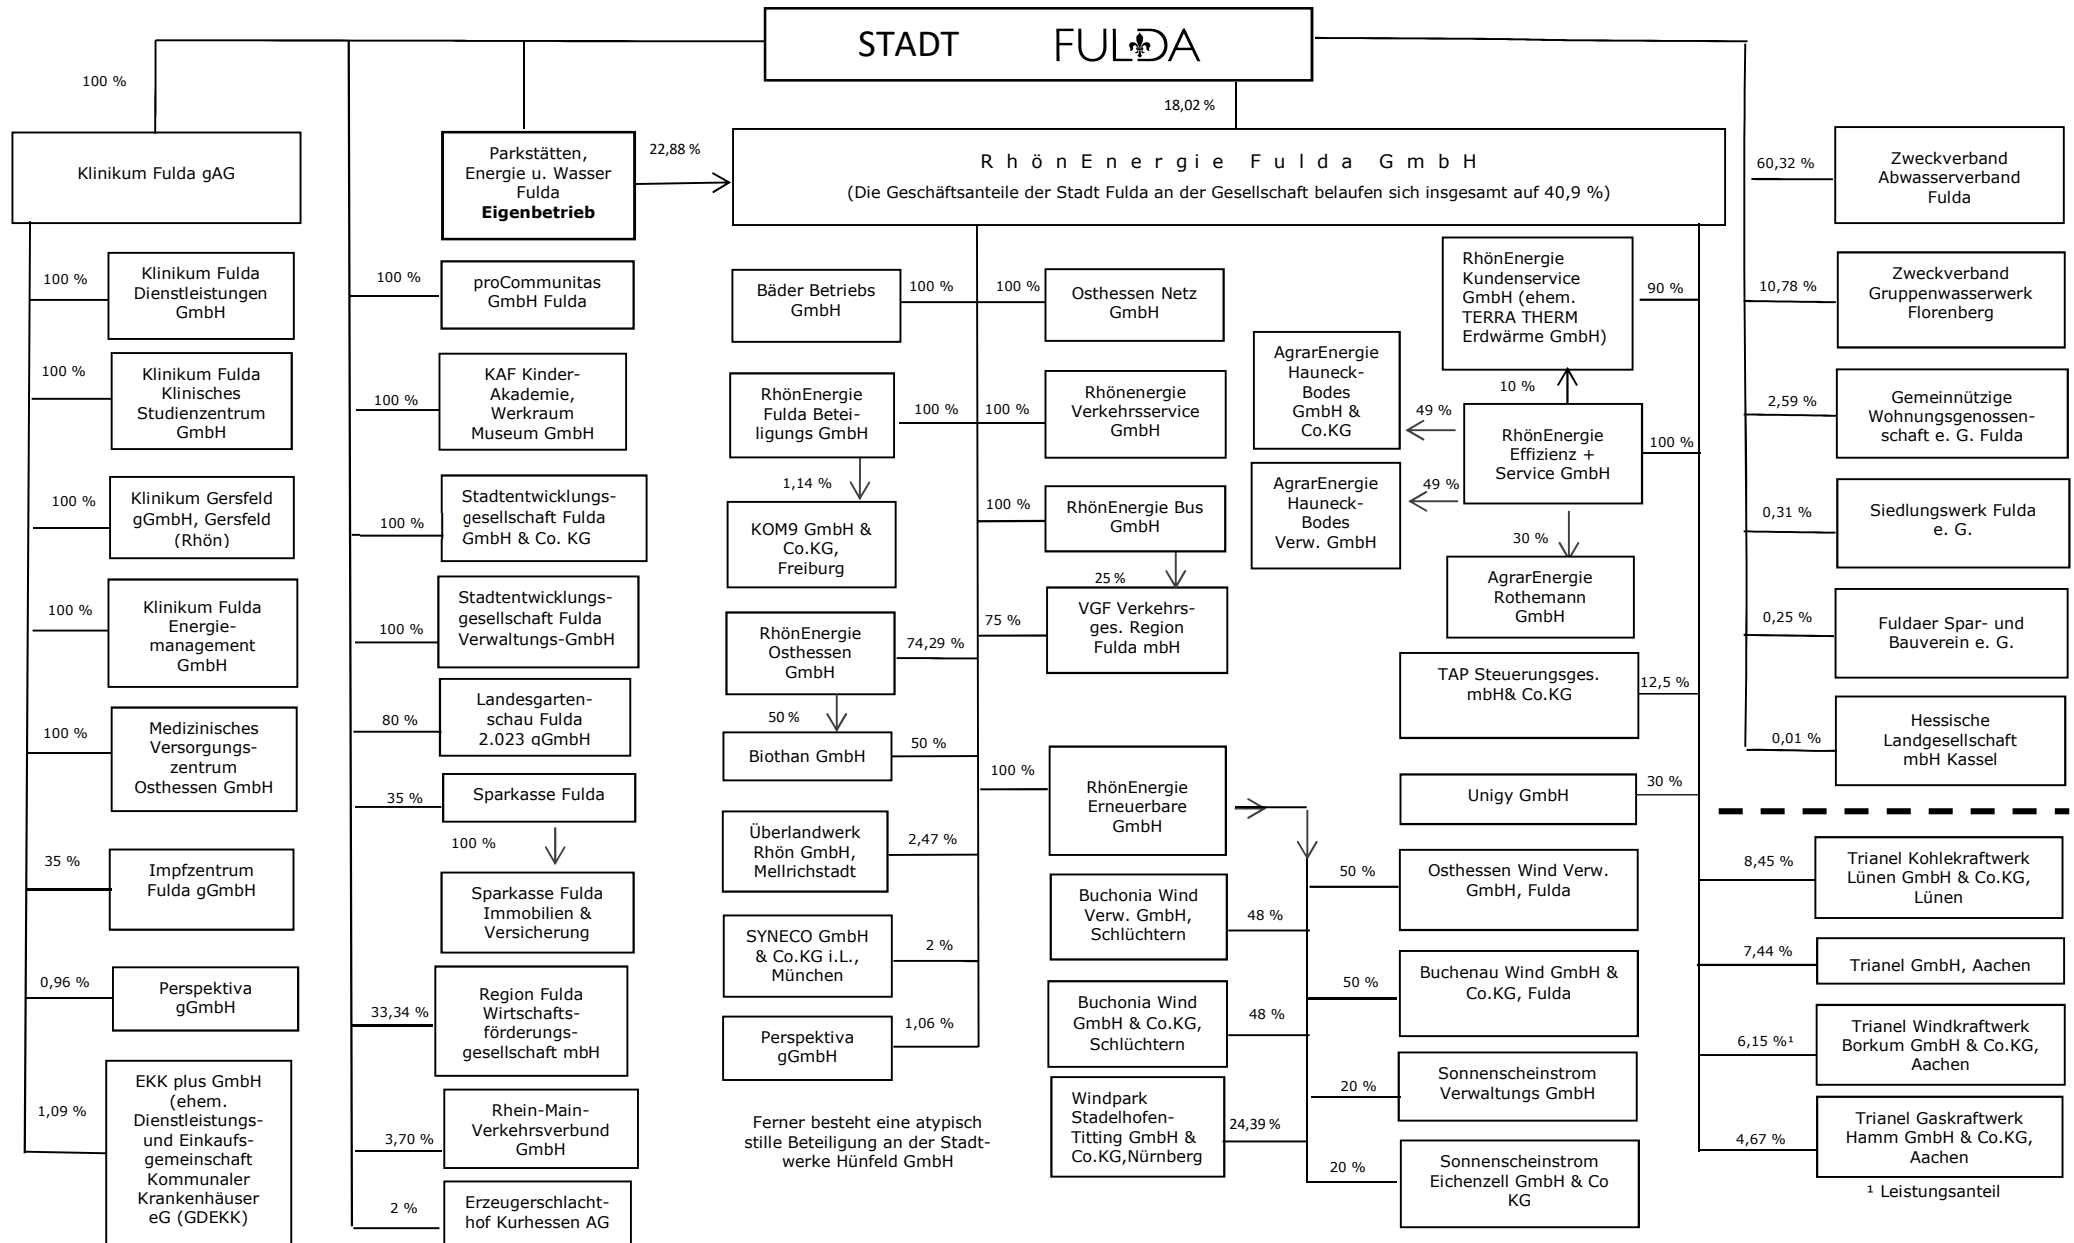 STADT FULDA
100 %
18,02 %
Klinikum Fulda gAG
Parkstätten,
Energie u. Wasser
Fulda
Eigenbetrieb
22,88 %
RhönEnergie Fulda GmbH
(Die Geschäftsanteile der Stadt Fulda an der Gesellschaft belaufen sich insgesamt auf 40,9 %)
100 %
Klinikum Fulda
Dienstleistungen
GmbH
100 %
Klinikum Fulda
Klinisches
Studienzentrum
GmbH
100 %
Klinikum Gersfeld
gGmbH, Gersfeld
(Rhön)
100 %
Klinikum Fulda
Energie-
management
GmbH
100 %
Medizinisches
Versorgungs-
zentrum
Osthessen GmbH
35 %
Impfzentrum
Fulda gGmbH
0,96 %
Perspektiva
gGmbH
1,09 %
EKK plus GmbH
(ehem.
Dienstleistungs-
und Einkaufs-
gemeinschaft
Kommunaler
Krankenhäuser
eG (GDEKK)
100 %
proCommunitas
GmbH Fulda
100 %
KAF Kinder-
Akademie,
Werkraum
Museum GmbH
100 %
Stadtentwicklungs-
gesellschaft Fulda
GmbH & Co. KG
100 %
Stadtentwicklungs-
gesellschaft Fulda
Verwaltungs-GmbH
80 %
Landesgarten-
schau Fulda
2.023 gGmbH
35 %
Sparkasse Fulda
100 %
Sparkasse Fulda
Immobilien &
Versicherung
33,34 %
Region Fulda
Wirtschafts-
förderungs-
gesellschaft mbH
3,70 %
Rhein-Main-
Verkehrsverbund
GmbH
2 %
Erzeugerschlacht-
hof Kurhessen AG
Bäder Betriebs
GmbH
100 %
RhönEnergie
Fulda Betei-
ligungs GmbH
100 %
1,14 %
KOM9 GmbH &
Co.KG,
Freiburg
RhönEnergie
Osthessen
GmbH
74,29 %
50 %
Biothan GmbH
50 %
Überlandwerk
Rhön GmbH,
Mellrichstadt
2,47 %
SYNECO GmbH
& Co.KG i.L.,
München
2 %
Perspektiva
gGmbH
1,06 %
Ferner besteht eine atypisch
stille Beteiligung an der Stadt-
werke Hünfeld GmbH
100 %
Osthessen Netz
GmbH
100 %
Rhönenergie
Verkehrsservice
GmbH
100 %
RhönEnergie Bus
GmbH
25 %
75 %
VGF Verkehrs-
ges. Region
Fulda mbH
100 %
RhönEnergie
Erneuerbare
GmbH
Buchonia Wind
Verw. GmbH,
Schlüchtern
48 %
Buchonia Wind
GmbH & Co.KG,
Schlüchtern
48 %
Windpark
Stadelhofen-
Titting GmbH &
Co.KG,Nürnberg
24,39 %
RhönEnergie
Kundenservice
GmbH (ehem.
TERRA THERM
Erdwärme GmbH)
90 %
10 %
AgrarEnergie
Hauneck-
Bodes
GmbH &
Co.KG
49 %
RhönEnergie
Effizienz +
Service GmbH
100 %
AgrarEnergie
Hauneck-
Bodes
Verw. GmbH
49 %
30 %
AgrarEnergie
Rothemann
GmbH
TAP Steuerungsges.
mbH& Co.KG
12,5 %
Unigy GmbH
30 %
50 %
Osthessen Wind Verw.
GmbH, Fulda
50 %
Buchenau Wind GmbH &
Co.KG, Fulda
20 %
Sonnenscheinstrom
Verwaltungs GmbH
20 %
Sonnenscheinstrom
Eichenzell GmbH & Co
KG
60,32 %
Zweckverband
Abwasserverband
Fulda
10,78 %
Zweckverband
Gruppenwasserwerk
Florenberg
2,59 %
Gemeinnützige
Wohnungsgenossen-
schaft e. G. Fulda
0,31 %
Siedlungswerk Fulda
e. G.
0,25 %
Fuldaer Spar- und
Bauverein e. G.
0,01 %
Hessische
Landgesellschaft
mbH Kassel
8,45 %
Trianel Kohlekraftwerk
Lünen GmbH & Co.KG,
Lünen
7,44 %
Trianel GmbH, Aachen
6,15 %¹
Trianel Windkraftwerk
Borkum GmbH & Co.KG,
Aachen
4,67 %
Trianel Gaskraftwerk
Hamm GmbH & Co.KG,
Aachen
¹ Leistungsanteil